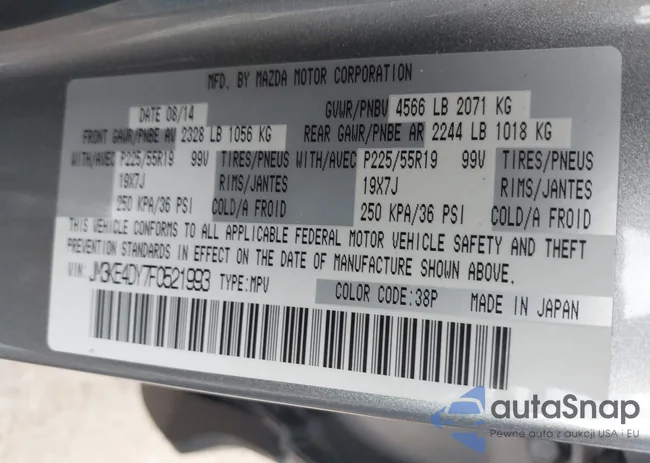 MFD. BY MAZDA MOTOR CORPORATION
DATE 08/14 GVWR/PNBV 4566 LB 2071 KG
FRONT GAWR/PNBE AV 2328 LB 1056 KG REAR GAWR/PNBE AR 2244 LB 1018 KG
WITH/AVEC P225/55R19 99V TIRES/PNEUS WITH/AVEC P225/55R19 99V TIRES/PNEUS
19X7J RIMS/JANTES 19X7J RIMS/JANTES
250 KPA/36 PSI COLD/A FROID 250 KPA/36 PSI COLD/A FROID
THIS VEHICLE CONFORMS TO ALL APPLICABLE FEDERAL MOTOR VEHICLE SAFETY AND THEFT
PREVENTION STANDARDS IN EFFECT ON THE DATE OF MANUFACTURE SHOWN ABOVE.
VIN: JM3KE4DY7F0521993 TYPE: MPV
COLOR CODE:38P MADE IN JAPAN
autoSnap
Pewne auto z aukcji USA i EU